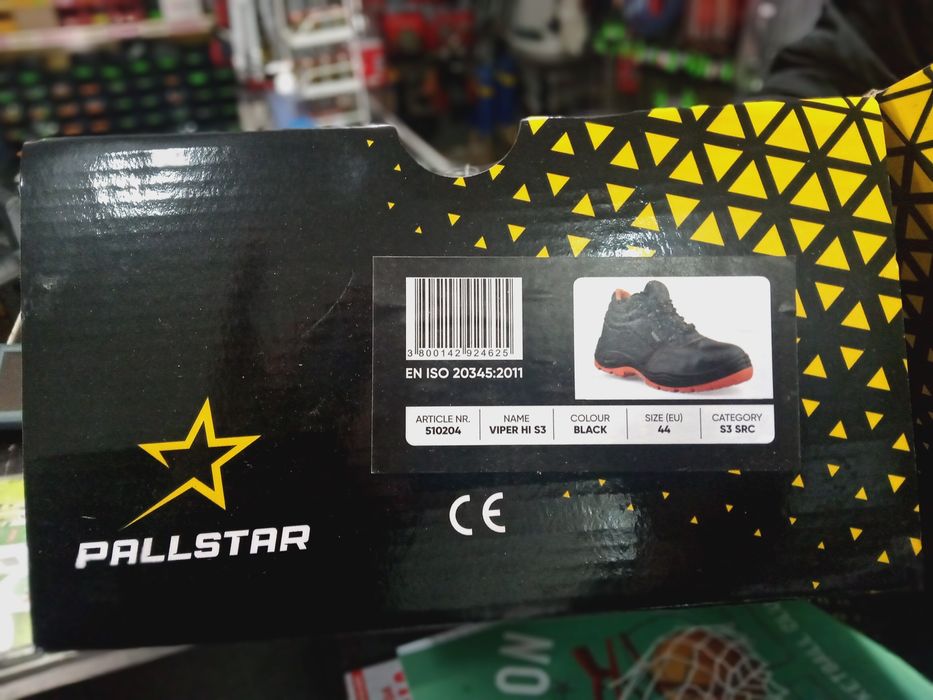 3 800142 924625
EN ISO 20345:2011
ARTICLE NR. NAME COLOUR SIZE (EU) CATEGORY
510204 VIPER HI S3 BLACK 44 S3 SRC
CE
PALLSTAR
NO